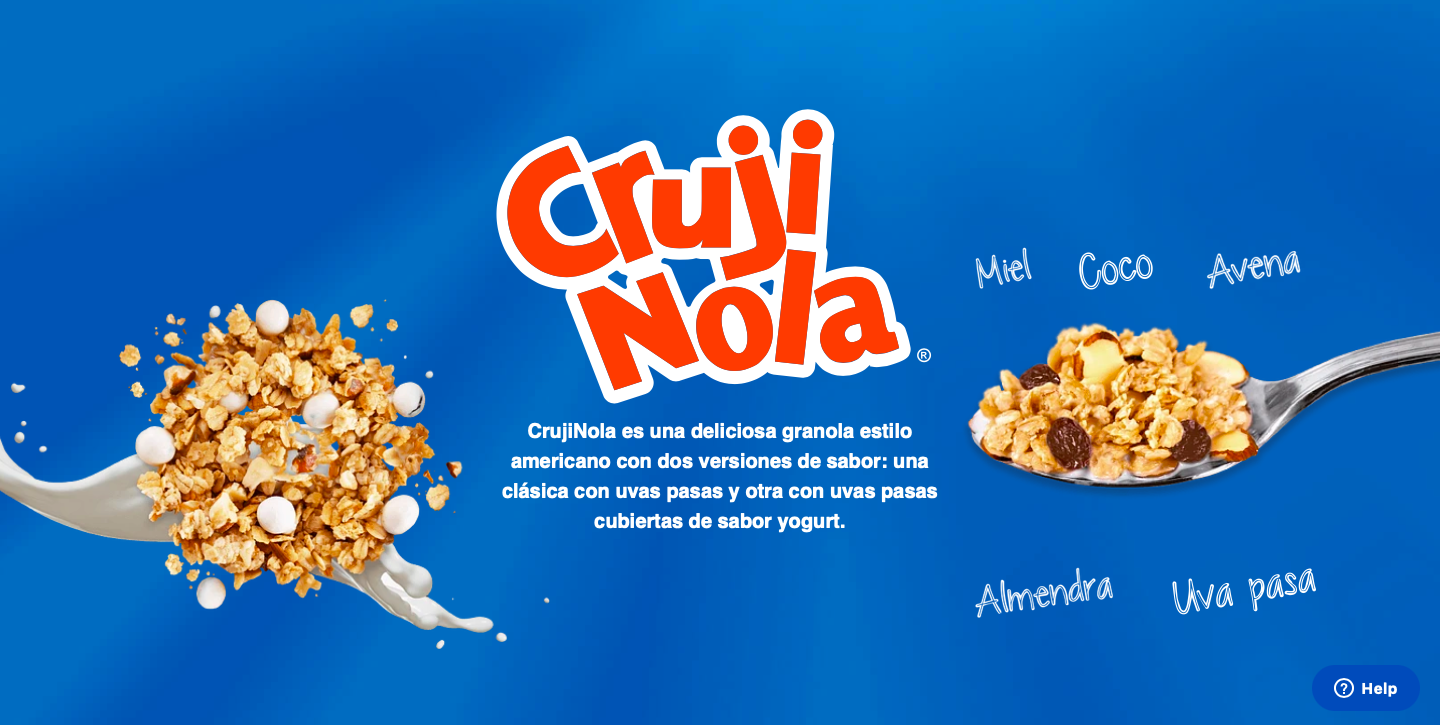 Cruji
Nola®
CrujiNola es una deliciosa granola estilo
americano con dos versiones de sabor: una
clásica con uvas pasas y otra con uvas pasas
cubiertas de sabor yogurt.
Miel Coco Avena
Almendra Uva pasa
Help